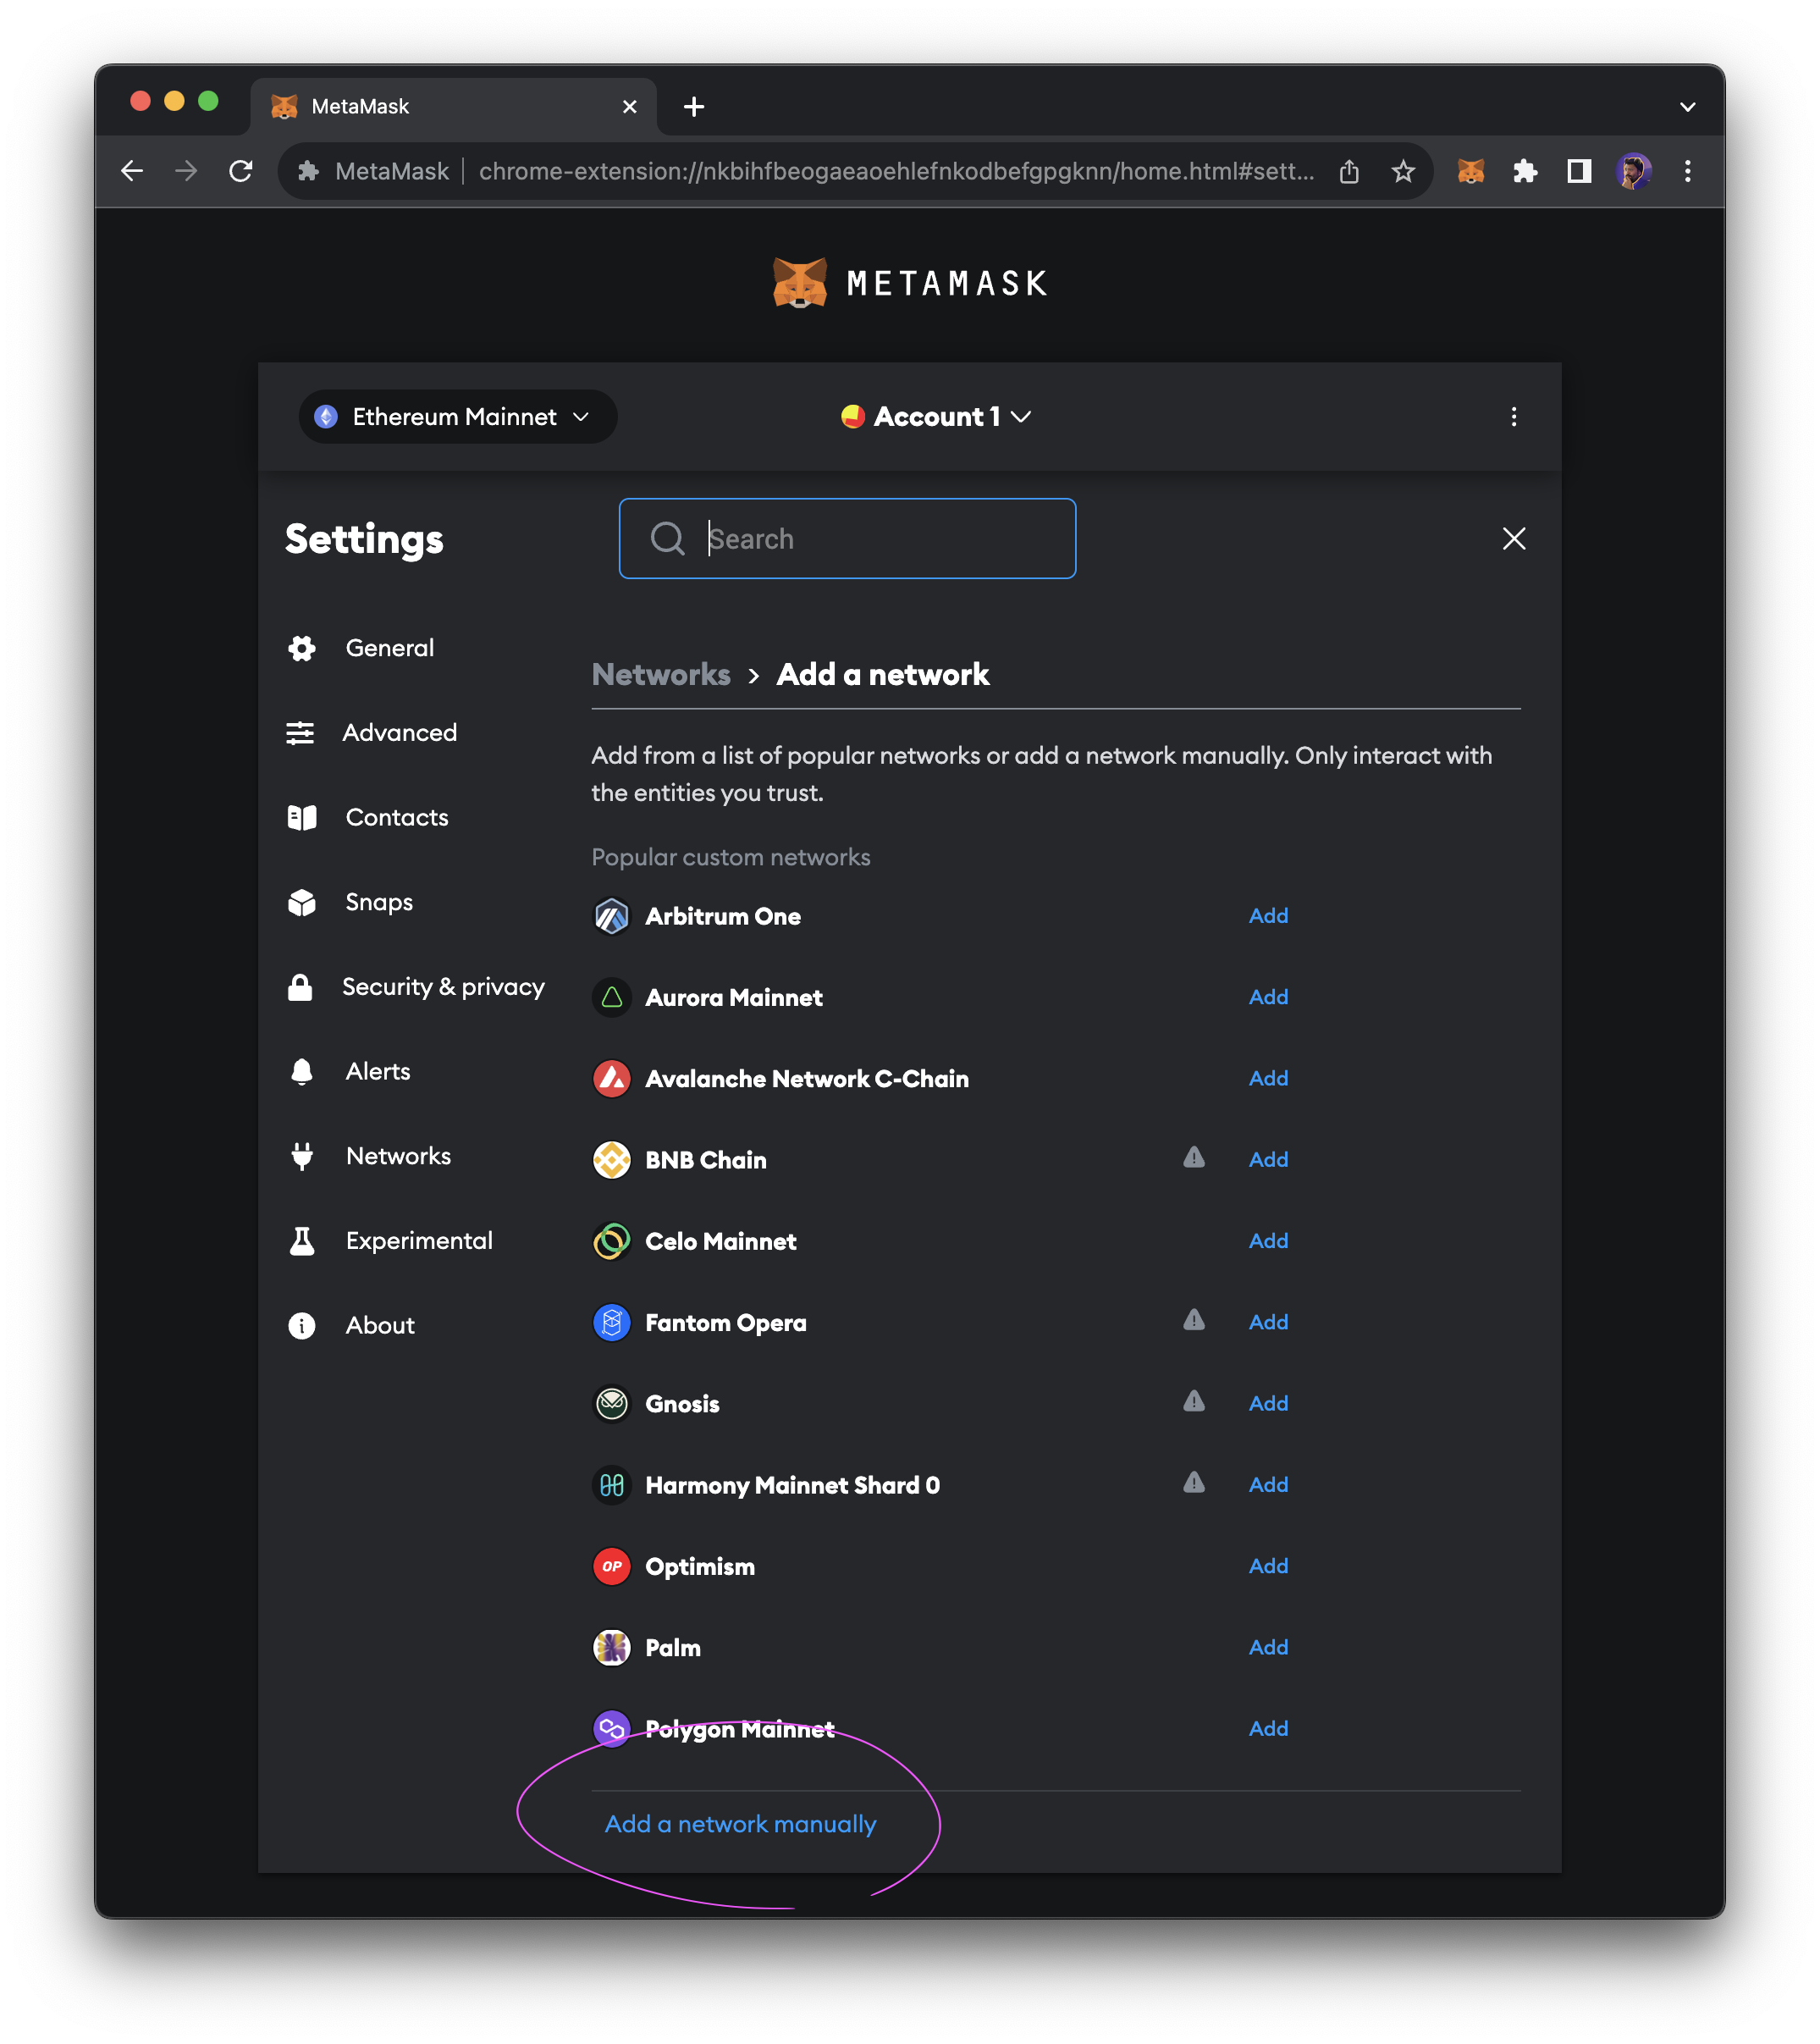 MetaMask
MetaMask chrome-extension://nkbihfbeogaeaoehlefnkodbefgpgknn/home.html#sett...
METAMASK
Ethereum Mainnet
Account 1
Settings
Search
General
Advanced
Contacts
Snaps
Security & privacy
Alerts
Networks
Experimental
About
Networks > Add a network
Add from a list of popular networks or add a network manually. Only interact with
the entities you trust.
Popular custom networks
Arbitrum One Add
Aurora Mainnet Add
Avalanche Network C-Chain Add
BNB Chain Add
Celo Mainnet Add
Fantom Opera Add
Gnosis Add
Harmony Mainnet Shard 0 Add
OP Optimism Add
Palm Add
Polygon Mainnet Add
Add a network manually